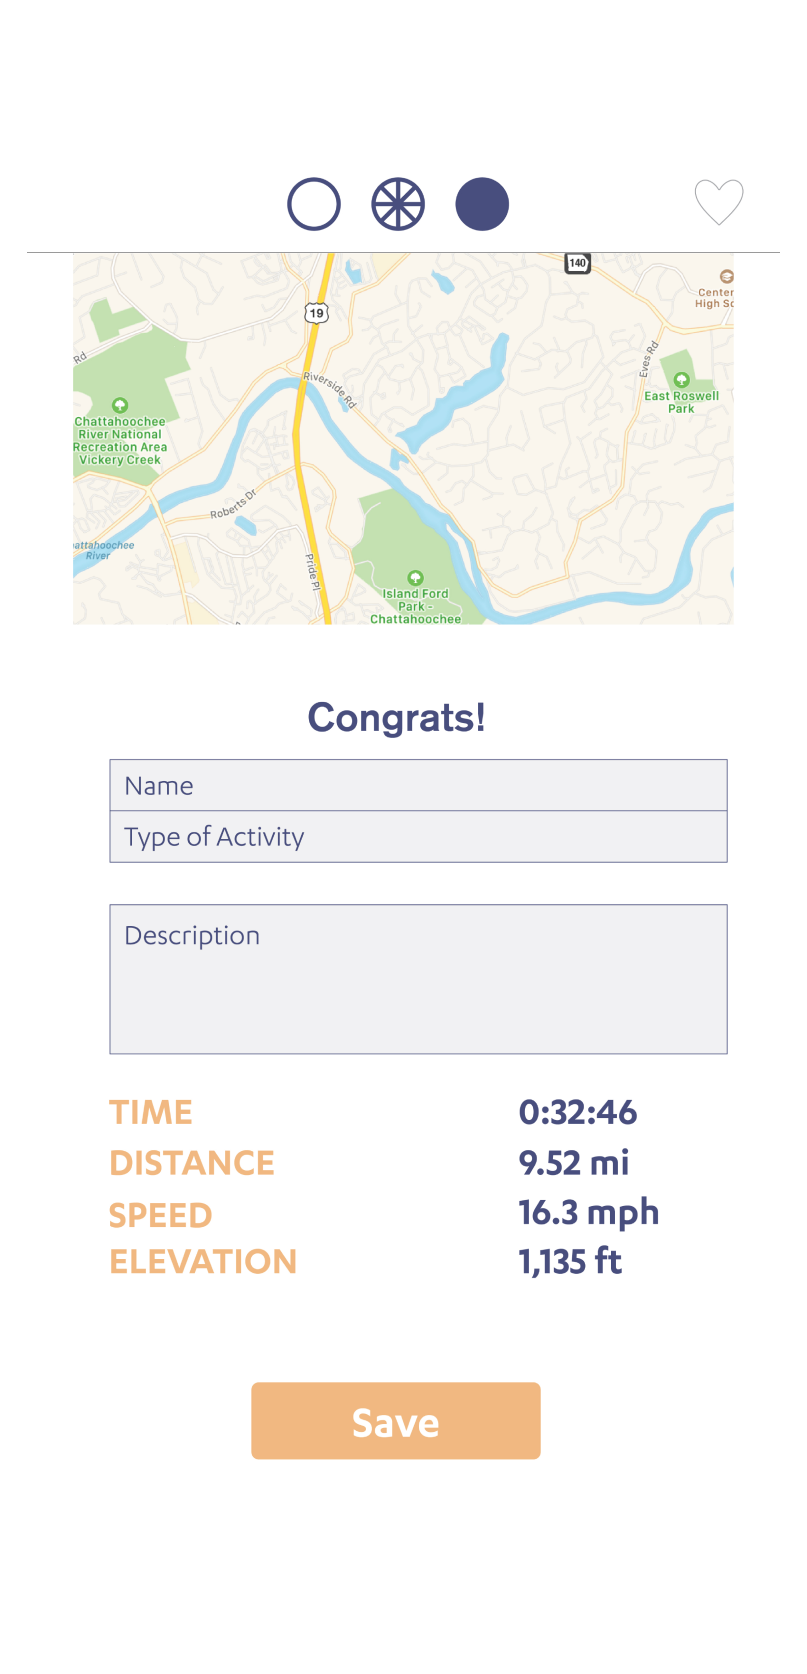 140
Center
High Sc
19
Rd
Riverside Rd
Eves Rd
East Roswell
Park
Chattahoochee
River National
Recreation Area
Vickery Creek
Roberts Dr
attahoochee
River
Pride Pl
Island Ford
Park -
Chattahoochee
Congrats!
Name
Type of Activity
Description
TIME 0:32:46
DISTANCE 9.52 mi
SPEED 16.3 mph
ELEVATION 1,135 ft
Save